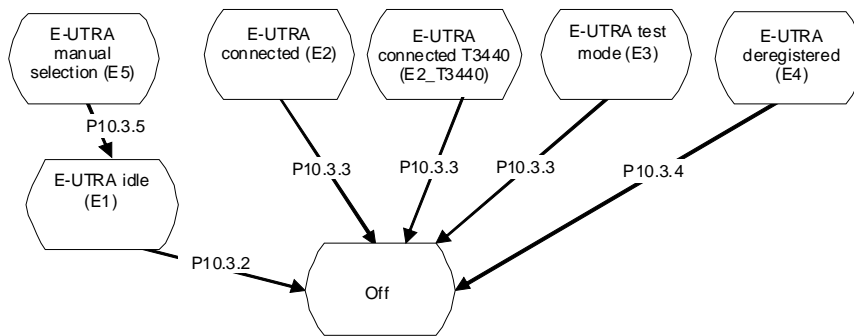 E-UTRA
manual
selection (E5)
E-UTRA
connected (E2)
E-UTRA
connected T3440
(E2_T3440)
E-UTRA test
mode (E3)
E-UTRA
deregistered
(E4)
P10.3.5
P10.3.3
P10.3.3
P10.3.3
P10.3.4
E-UTRA idle
(E1)
P10.3.2
Off